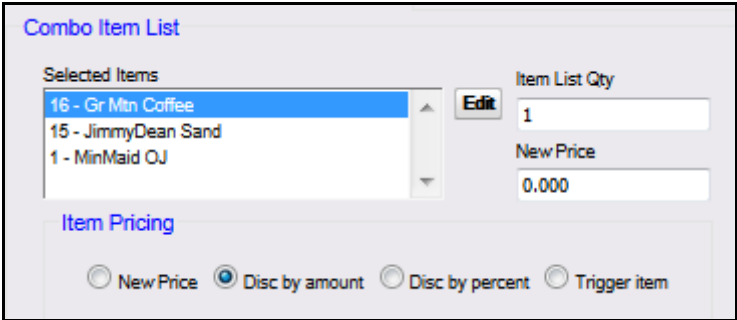 Combo Item List
Selected Items
16 - Gr Mtn Coffee
15 - JimmyDean Sand
1 - MinMaid OJ
Edit
Item List Qty
1
New Price
0.000
Item Pricing
New Price Disc by amount Disc by percent Trigger item